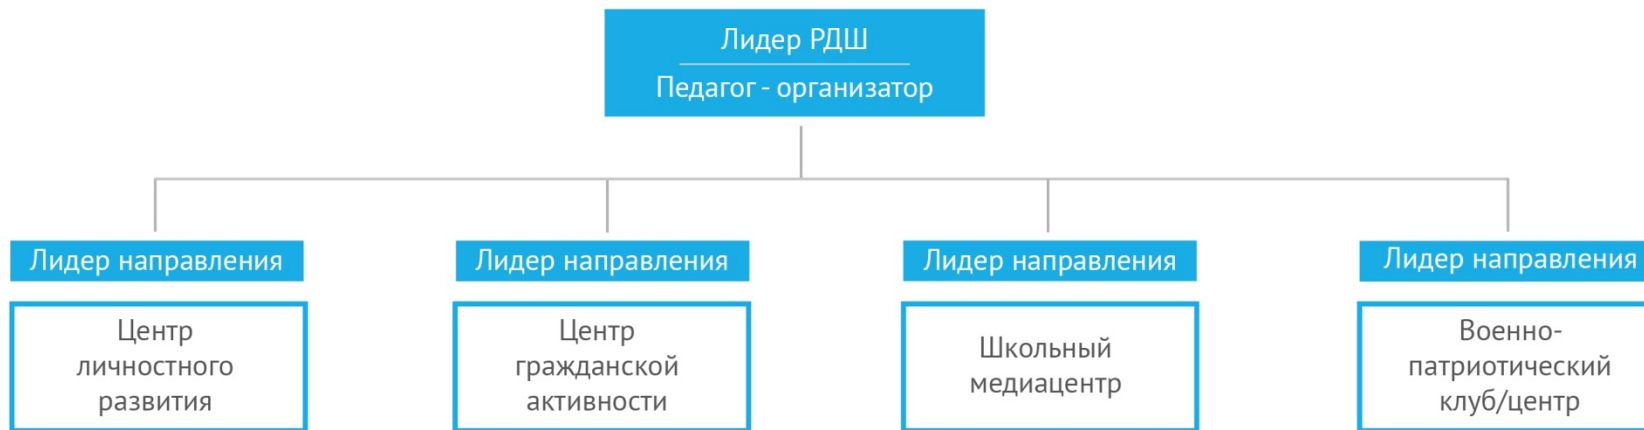 Лидер РДШ
Педагог - организатор
Лидер направления
Лидер направления
Лидер направления
Лидер направления
Центр
личностного
развития
Центр
гражданской
активности
Школьный
медиацентр
Военно-
патриотический
клуб/центр